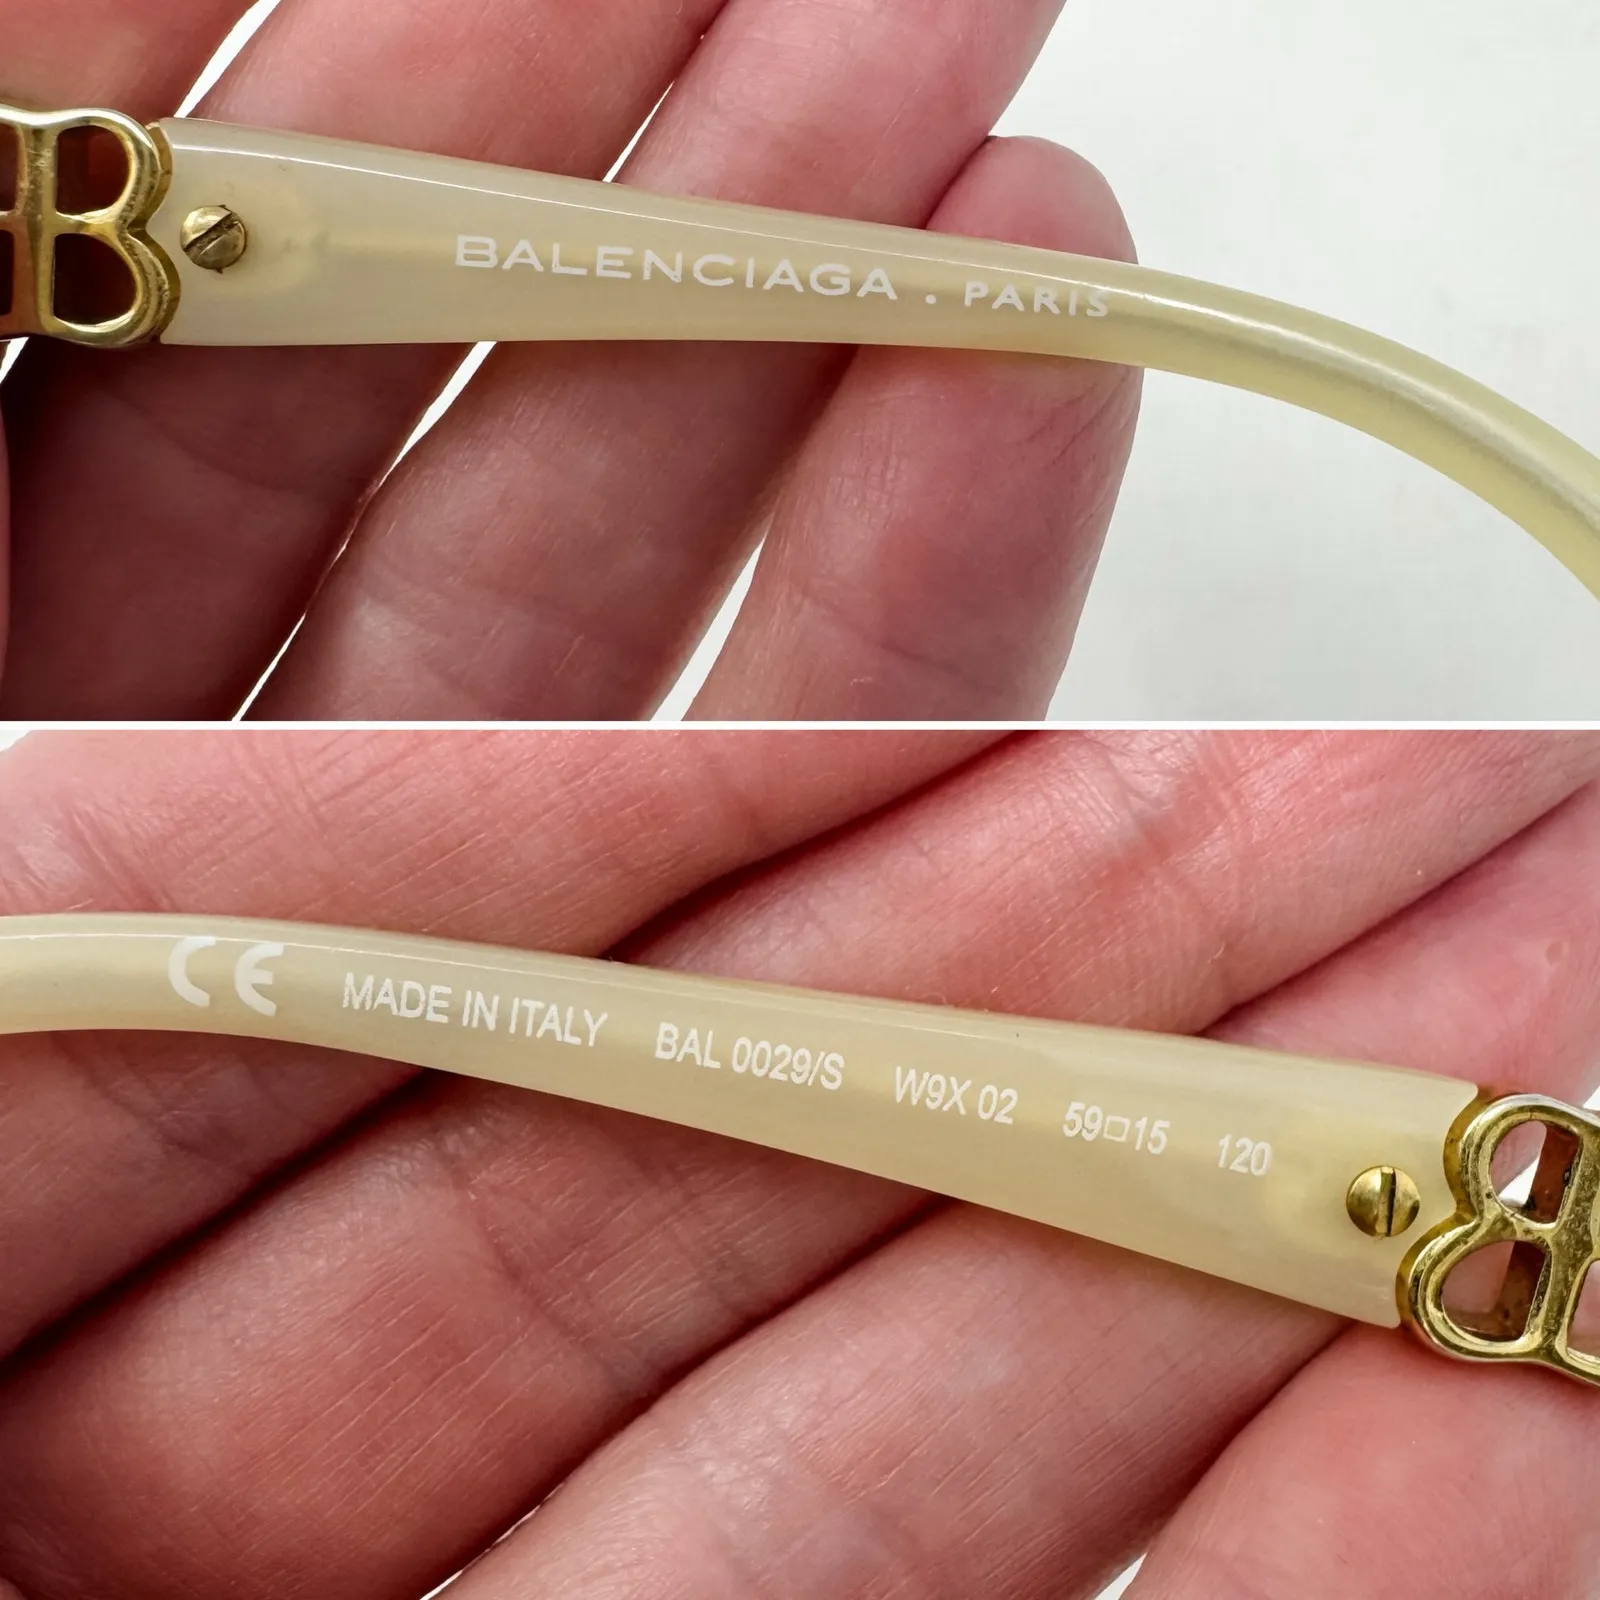 BALENCIAGA . PARIS
CE MADE IN ITALY BAL 0029/S W9X 02 59□15 120